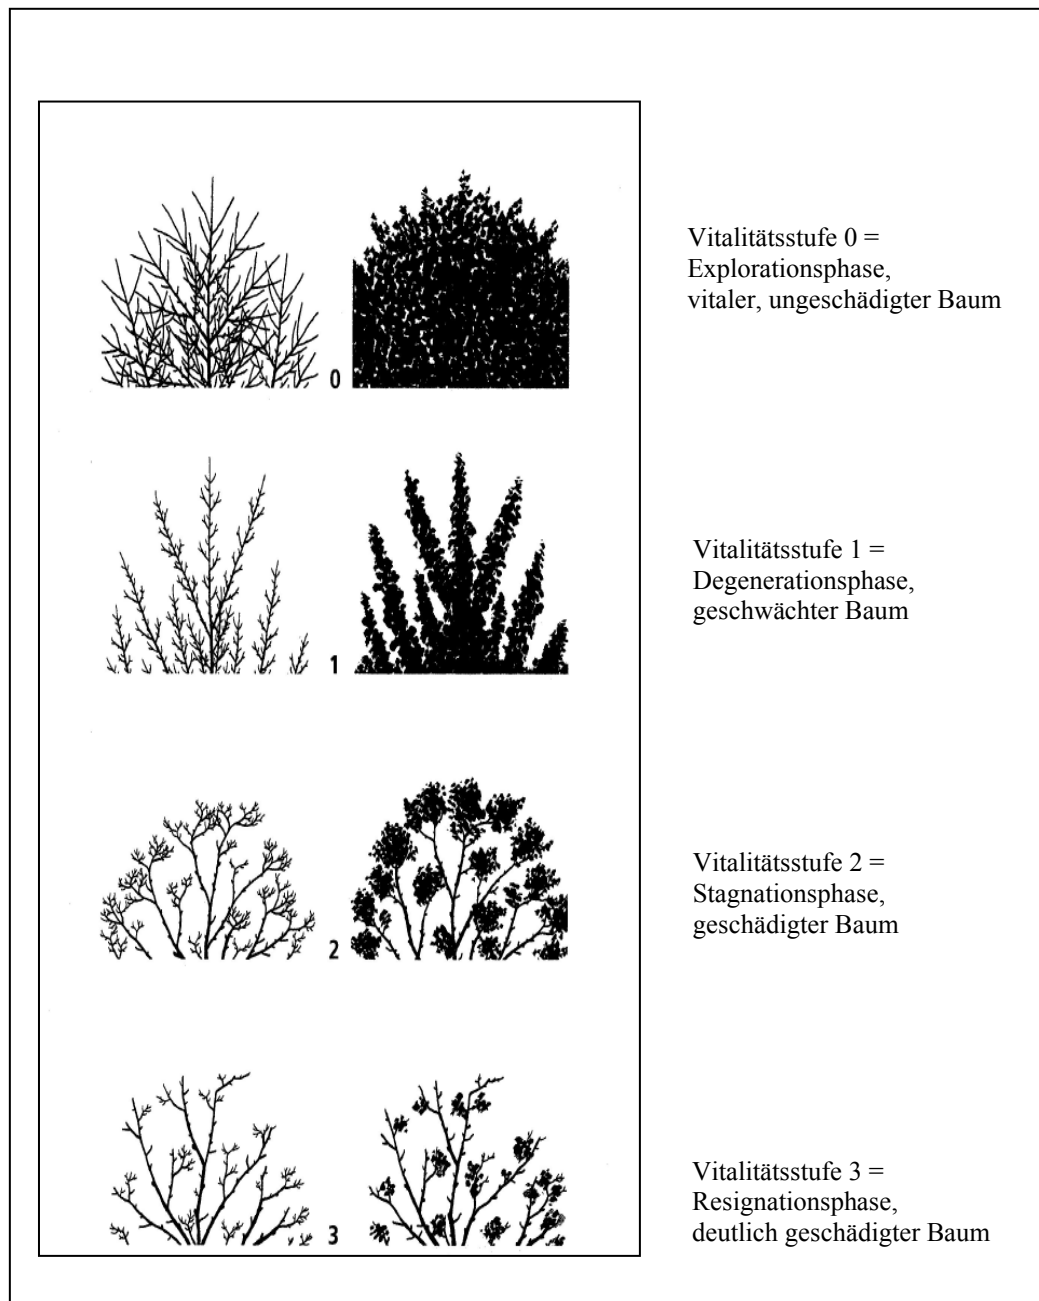 0
Vitalitätsstufe 0 =
Explorationsphase,
vitaler, ungeschädigter Baum
1
Vitalitätsstufe 1 =
Degenerationsphase,
geschwächter Baum
2
Vitalitätsstufe 2 =
Stagnationsphase,
geschädigter Baum
3
Vitalitätsstufe 3 =
Resignationsphase,
deutlich geschädigter Baum